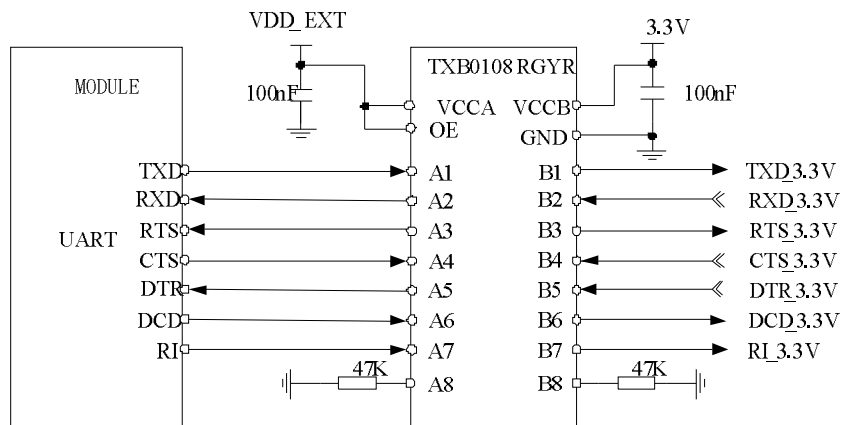 VDD_EXT
3.3V
TXB0108RGYR
MODULE
100nF
VCCA
VCCB
100nF
OE
GND
TXD
A1
B1
TXD_3.3V
RXD
A2
B2
RXD_3.3V
UART
RTS
A3
B3
RTS_3.3V
CTS
A4
B4
CTS_3.3V
DTR
A5
B5
DTR_3.3V
DCD
A6
B6
DCD_3.3V
RI
A7
B7
RI_3.3V
47K
A8
B8
47K